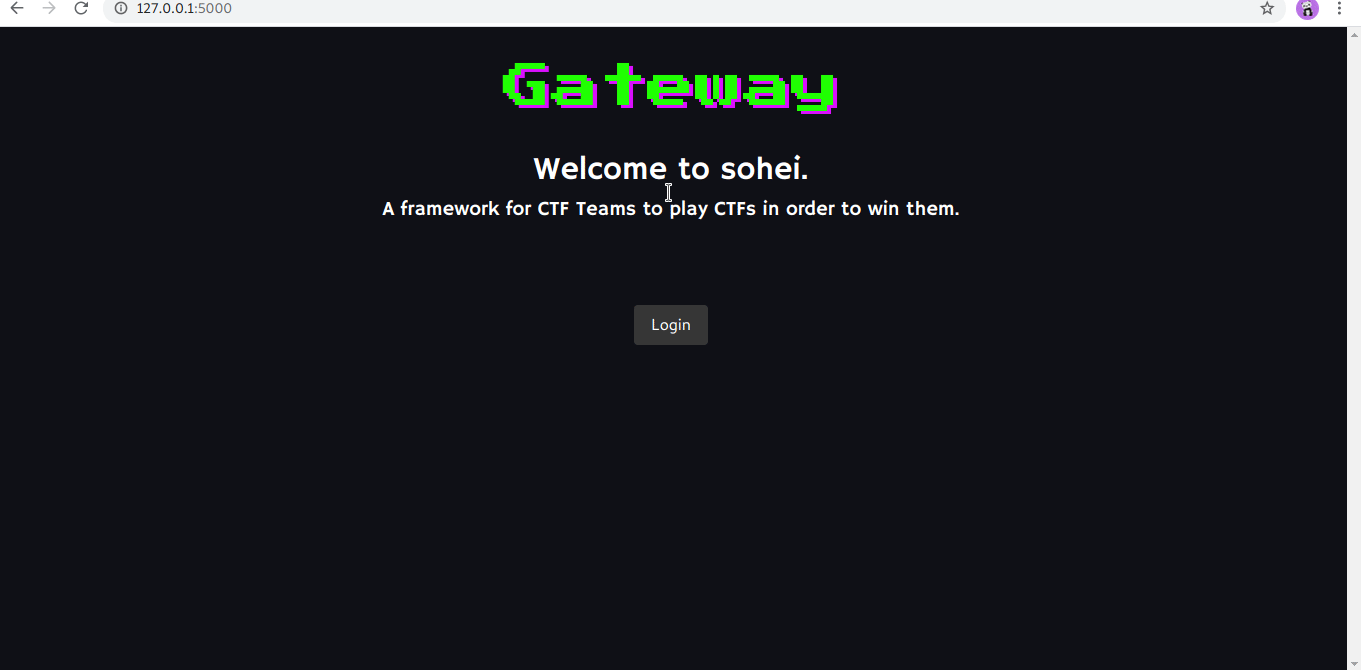 127.0.0.1:5000
Gateway
Welcome to sohei.
A framework for CTF Teams to play CTFs in order to win them.
Login